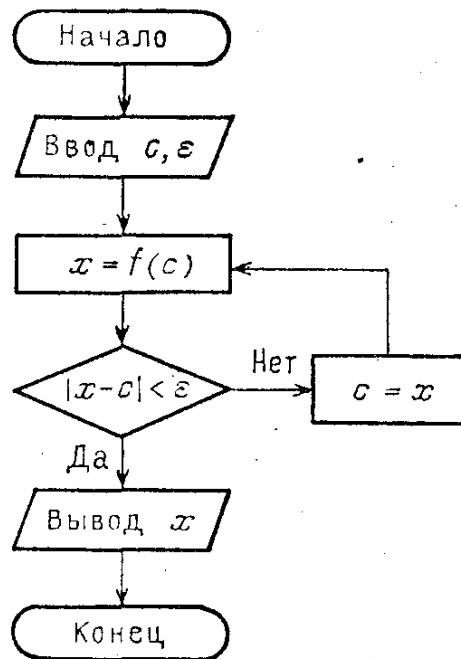 Начало
Ввод c, ε
x = f(c)
|x-c| < ε
Нет
c = x
Да
Вывод x
Конец